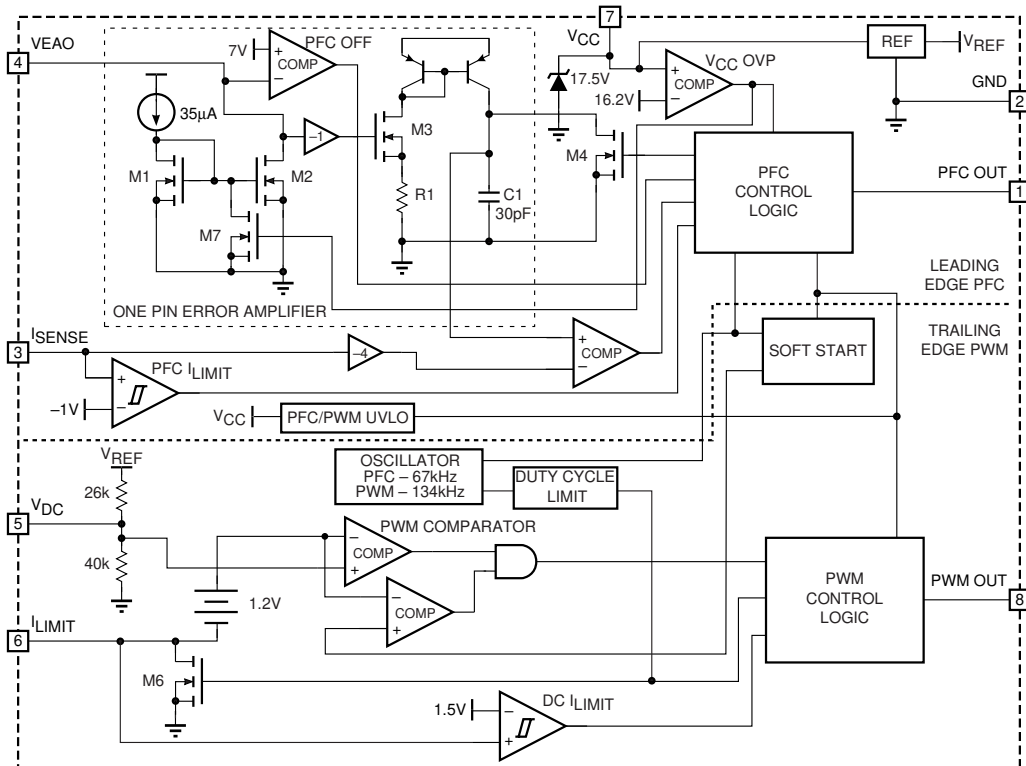 7
VEAO
VCC
4
7V
PFC OFF
+
COMP
–
17.5V
VCC OVP
+
COMP
–
16.2V
REF
VREF
GND
2
35µA
–1
M3
M1
M2
R1
C1
30pF
M4
M7
PFC
CONTROL
LOGIC
PFC OUT
1
ONE PIN ERROR AMPLIFIER
LEADING
EDGE PFC
TRAILING
EDGE PWM
ISENSE
3
–4
+
COMP
–
SOFT START
PFC ILIMIT
+
–
–1V
VCC
PFC/PWM UVLO
VREF
26k
OSCILLATOR
PFC – 67kHz
PWM – 134kHz
DUTY CYCLE
LIMIT
VDC
5
40k
PWM COMPARATOR
–
COMP
+
–
COMP
+
1.2V
PWM
CONTROL
LOGIC
PWM OUT
8
ILIMIT
6
M6
1.5V
DC ILIMIT
–
+